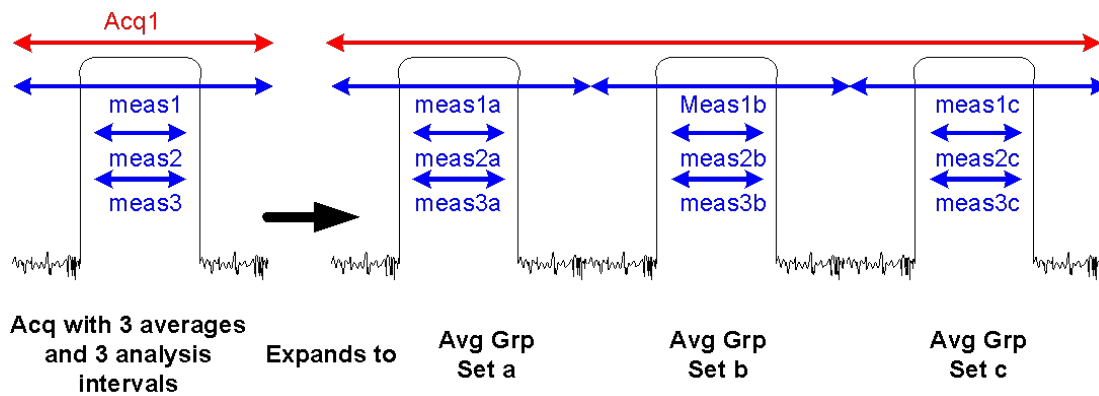 Acq1
meas1
meas2
meas3
meas1a
meas2a
meas3a
Meas1b
meas2b
meas3b
meas1c
meas2c
meas3c
Acq with 3 averages
and 3 analysis
intervals
Expands to
Avg Grp
Set a
Avg Grp
Set b
Avg Grp
Set c